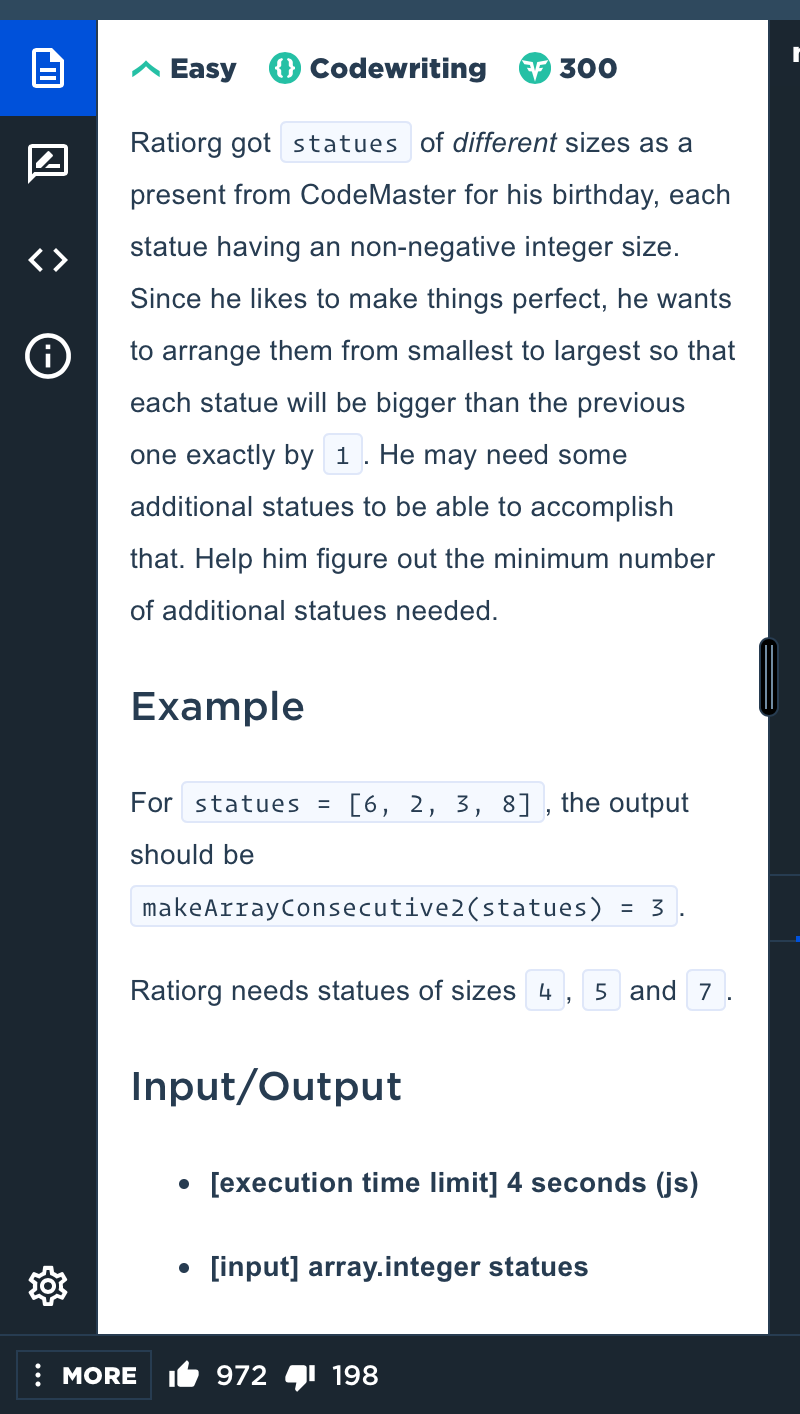 Easy Codewriting 300
Ratiorg got statues of different sizes as a
present from CodeMaster for his birthday, each
statue having an non-negative integer size.
Since he likes to make things perfect, he wants
to arrange them from smallest to largest so that
each statue will be bigger than the previous
one exactly by 1. He may need some
additional statues to be able to accomplish
that. Help him figure out the minimum number
of additional statues needed.
Example
For statues = [6, 2, 3, 8], the output
should be
makeArrayConsecutive2(statues) = 3.
Ratiorg needs statues of sizes 4, 5 and 7.
Input/Output
• [execution time limit] 4 seconds (js)
• [input] array.integer statues
MORE 972 198